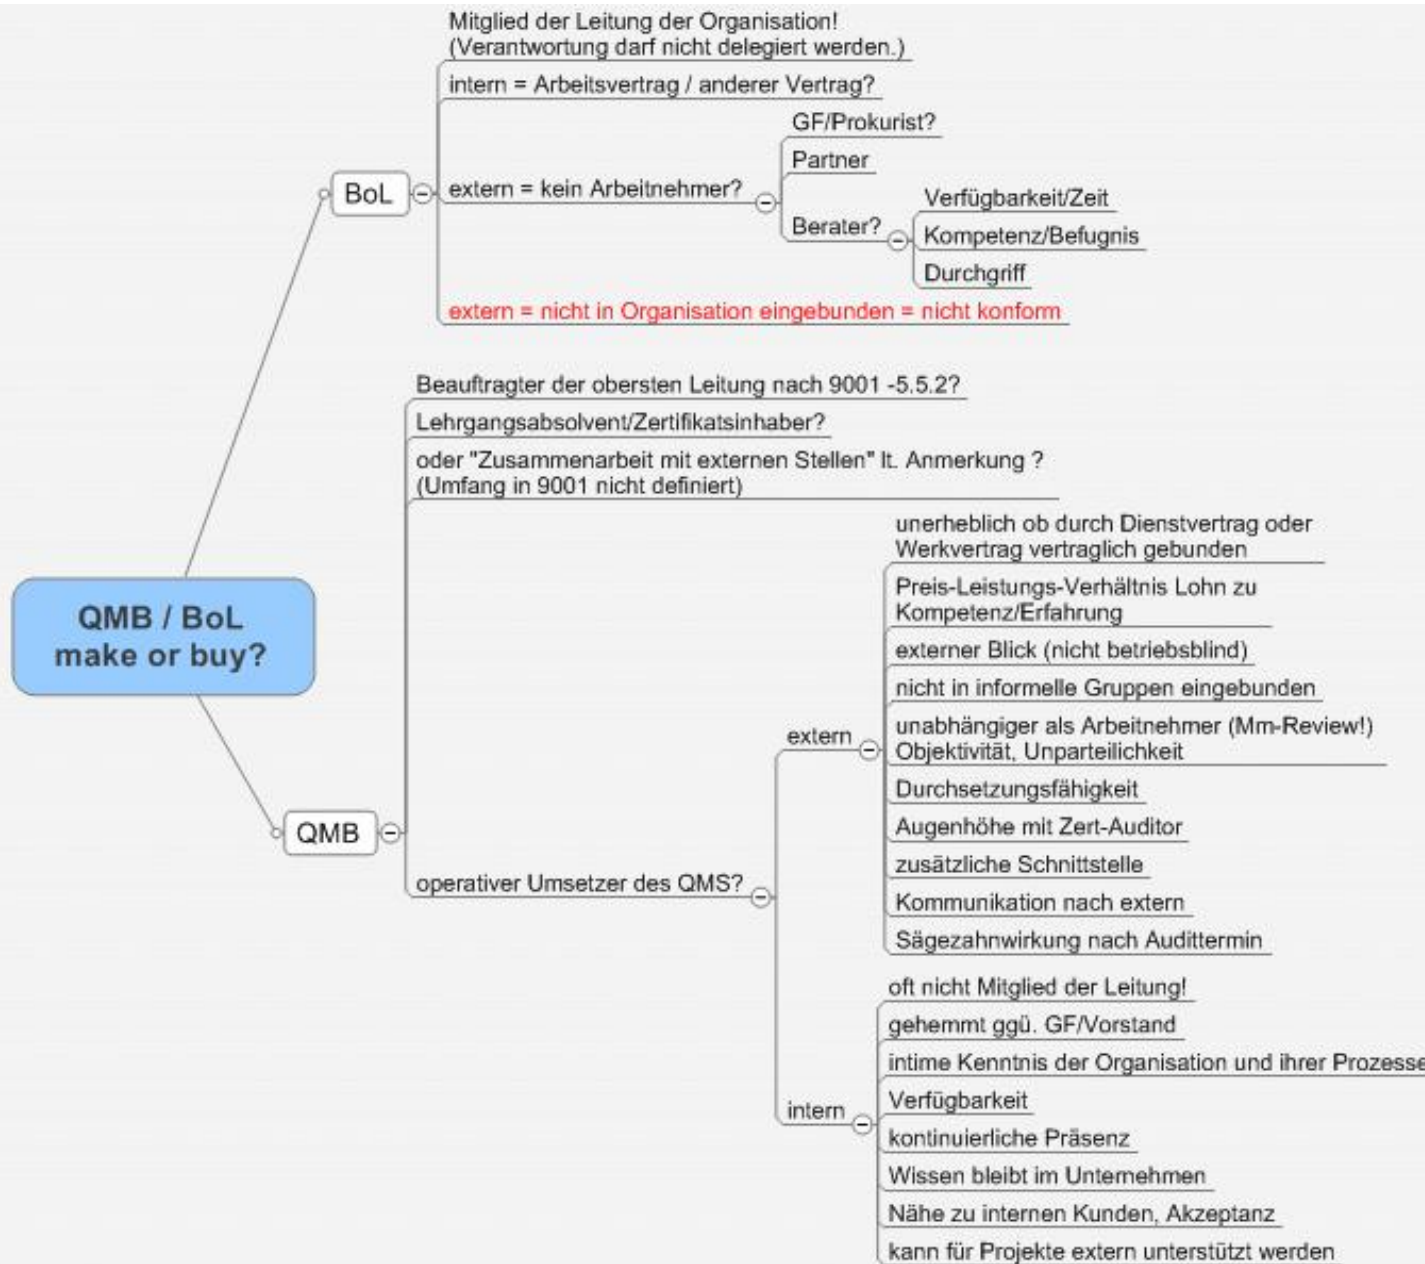 Mitglied der Leitung der Organisation!
(Verantwortung darf nicht delegiert werden.)
intern = Arbeitsvertrag / anderer Vertrag?
GF/Prokurist?
Partner
BoL
extern = kein Arbeitnehmer?
Verfügbarkeit/Zeit
Berater?
Kompetenz/Befugnis
Durchgriff
extern = nicht in Organisation eingebunden = nicht konform
Beauftragter der obersten Leitung nach 9001 -5.5.2?
Lehrgangsabsolvent/Zertifikatsinhaber?
oder "Zusammenarbeit mit externen Stellen" lt. Anmerkung ?
(Umfang in 9001 nicht definiert)
unerheblich ob durch Dienstvertrag oder
Werkvertrag vertraglich gebunden
QMB / BoL
make or buy?
Preis-Leistungs-Verhältnis Lohn zu
Kompetenz/Erfahrung
externer Blick (nicht betriebsblind)
nicht in informelle Gruppen eingebunden
extern
unabhängiger als Arbeitnehmer (Mm-Review!)
Objektivität, Unparteilichkeit
Durchsetzungsfähigkeit
QMB
Augenhöhe mit Zert-Auditor
zusätzliche Schnittstelle
operativer Umsetzer des QMS?
Kommunikation nach extern
Sägezahnwirkung nach Audittermin
oft nicht Mitglied der Leitung!
gehemmt ggü. GF/Vorstand
intime Kenntnis der Organisation und ihrer Prozesse
Verfügbarkeit
intern
kontinuierliche Präsenz
Wissen bleibt im Unternehmen
Nähe zu internen Kunden, Akzeptanz
kann für Projekte extern unterstützt werden